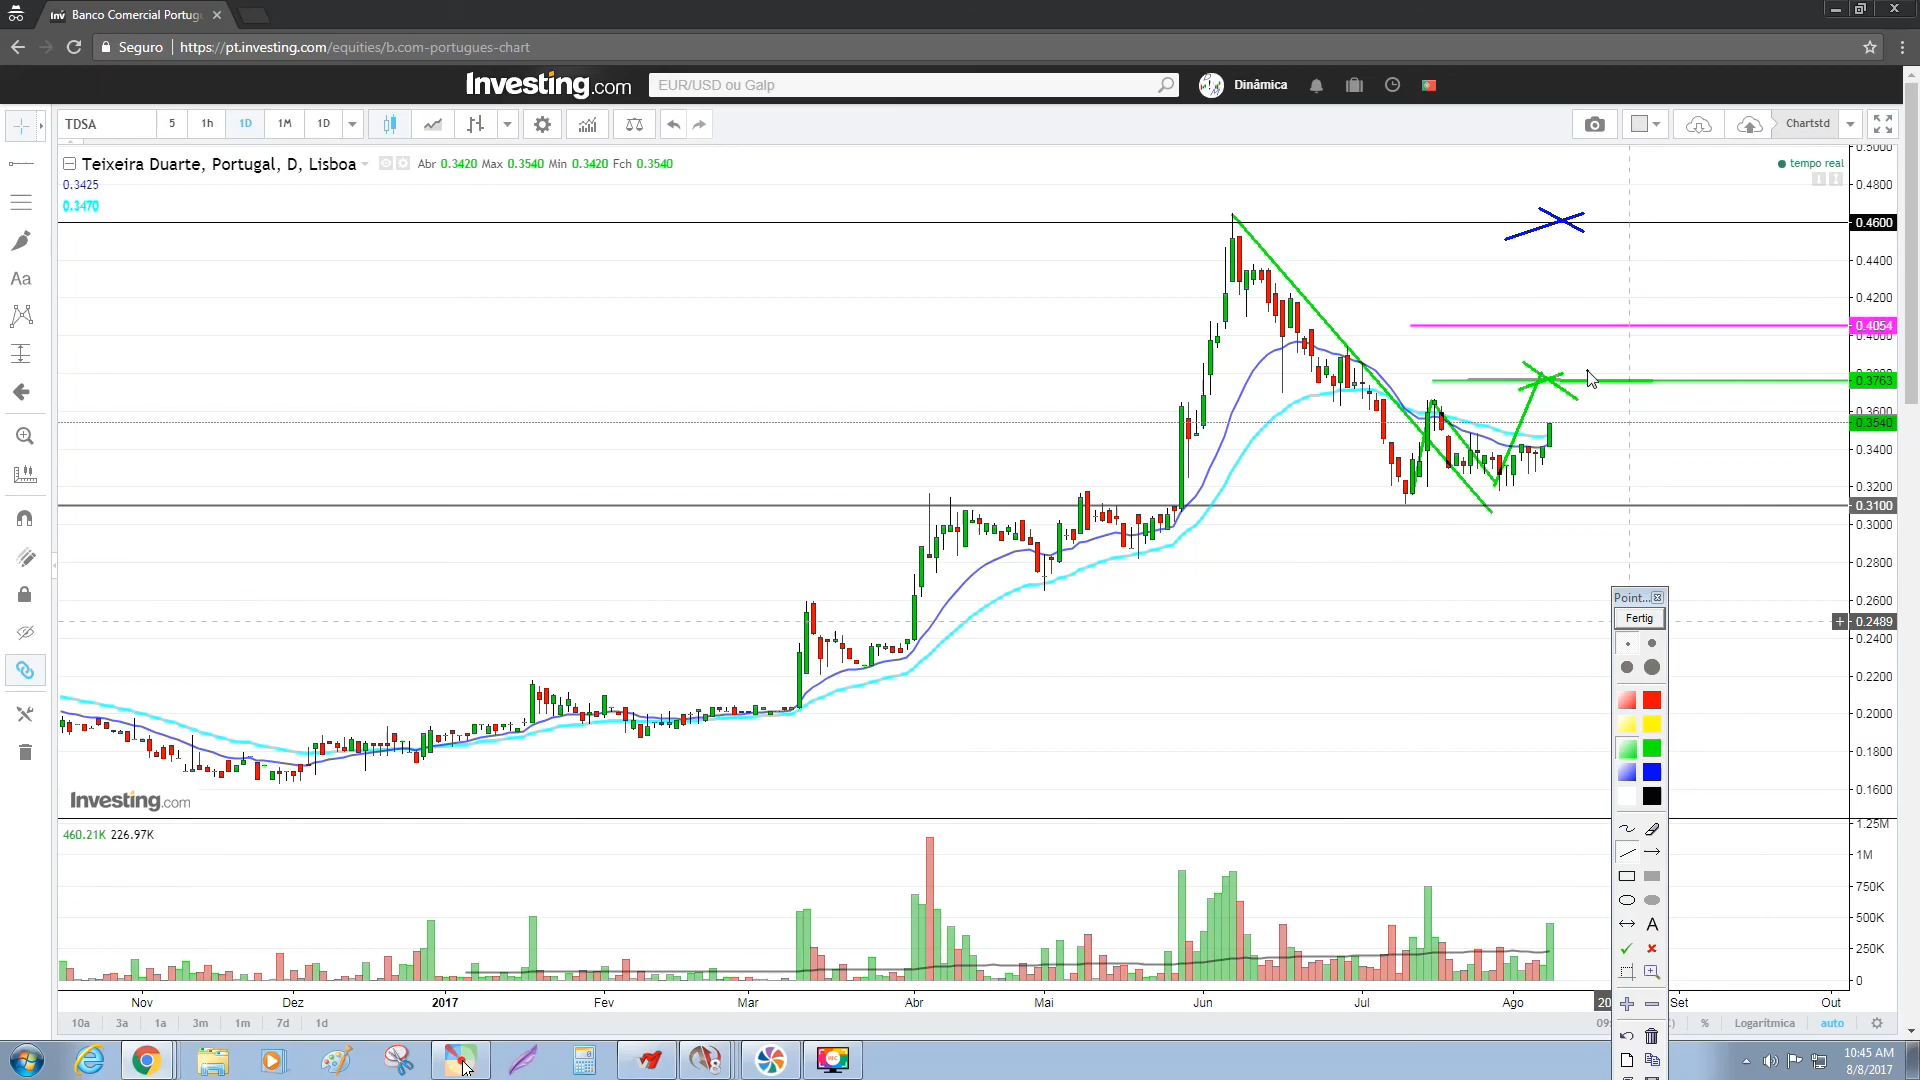 Banco Comercial Portug
Seguro
https://pt.investing.com/equities/b.com-portugues-chart
Investing.com
EUR/USD ou Galp
Dinâmica
TDSA
5
1h
1D
1M
1D
Chartstd
Teixeira Duarte, Portugal, D, Lisboa
Abr 0.3420 Max 0.3540 Min 0.3420 Fch 0.3540
tempo real
0.3425
0.3470
0.5000
0.4800
0.4600
0.4400
0.4200
0.4054
0.4000
0.3763
0.3600
0.3540
0.3400
0.3200
0.3100
0.3000
0.2800
0.2600
0.2489
0.2400
0.2200
0.2000
0.1800
0.1600
Point...
Fertig
Investing.com
460.21K 226.97K
1.25M
1M
750K
500K
250K
0
Nov
Dez
2017
Fev
Mar
Abr
Mai
Jun
Jul
Ago
20
Set
Out
10a
3a
1a
3m
1m
7d
1d
%
Logarítmica
auto
10:45 AM
8/8/2017